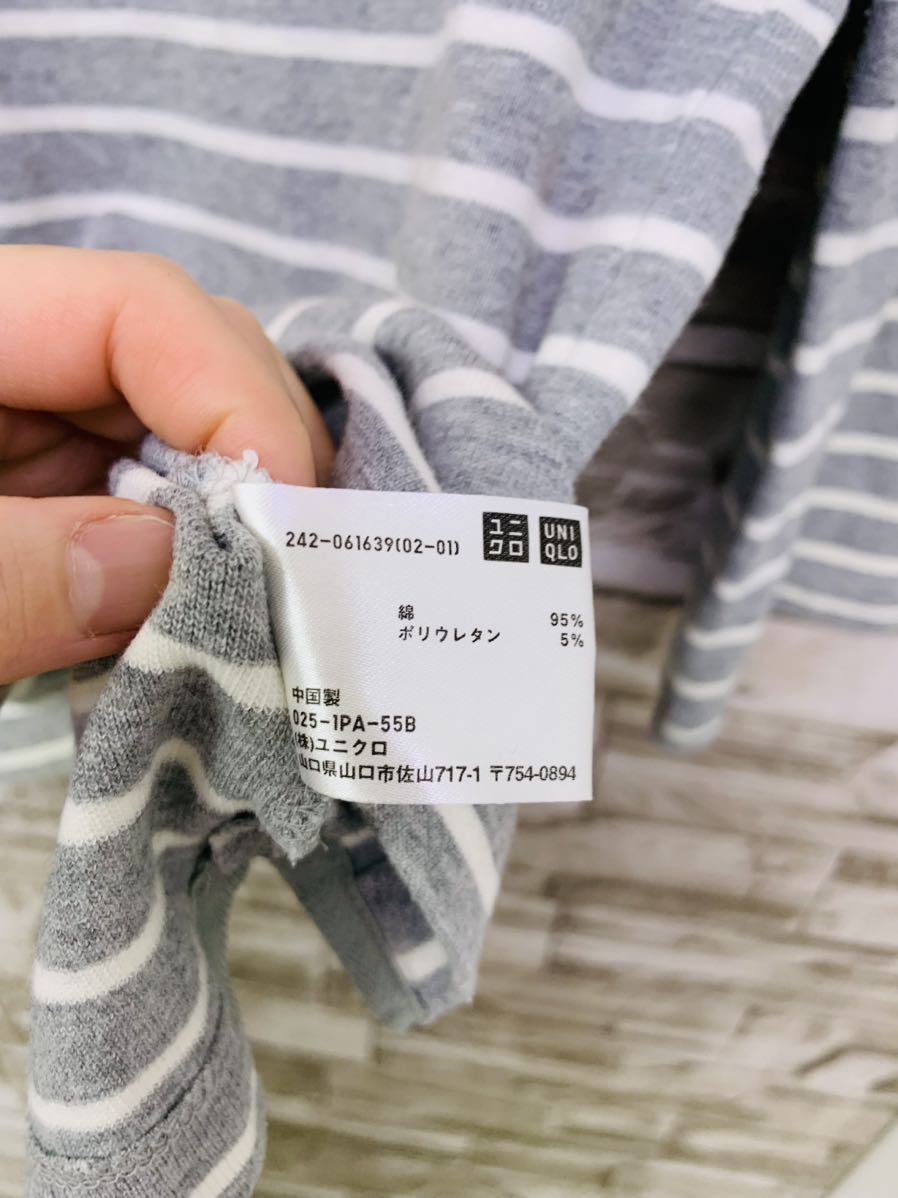 242-061639(02-01)
ユニ
クロ
UNI
QLO
綿 95%
ポリウレタン 5%
中国製
025-1PA-55B
(株)ユニクロ
山口県山口市佐山717-1 〒754-0894